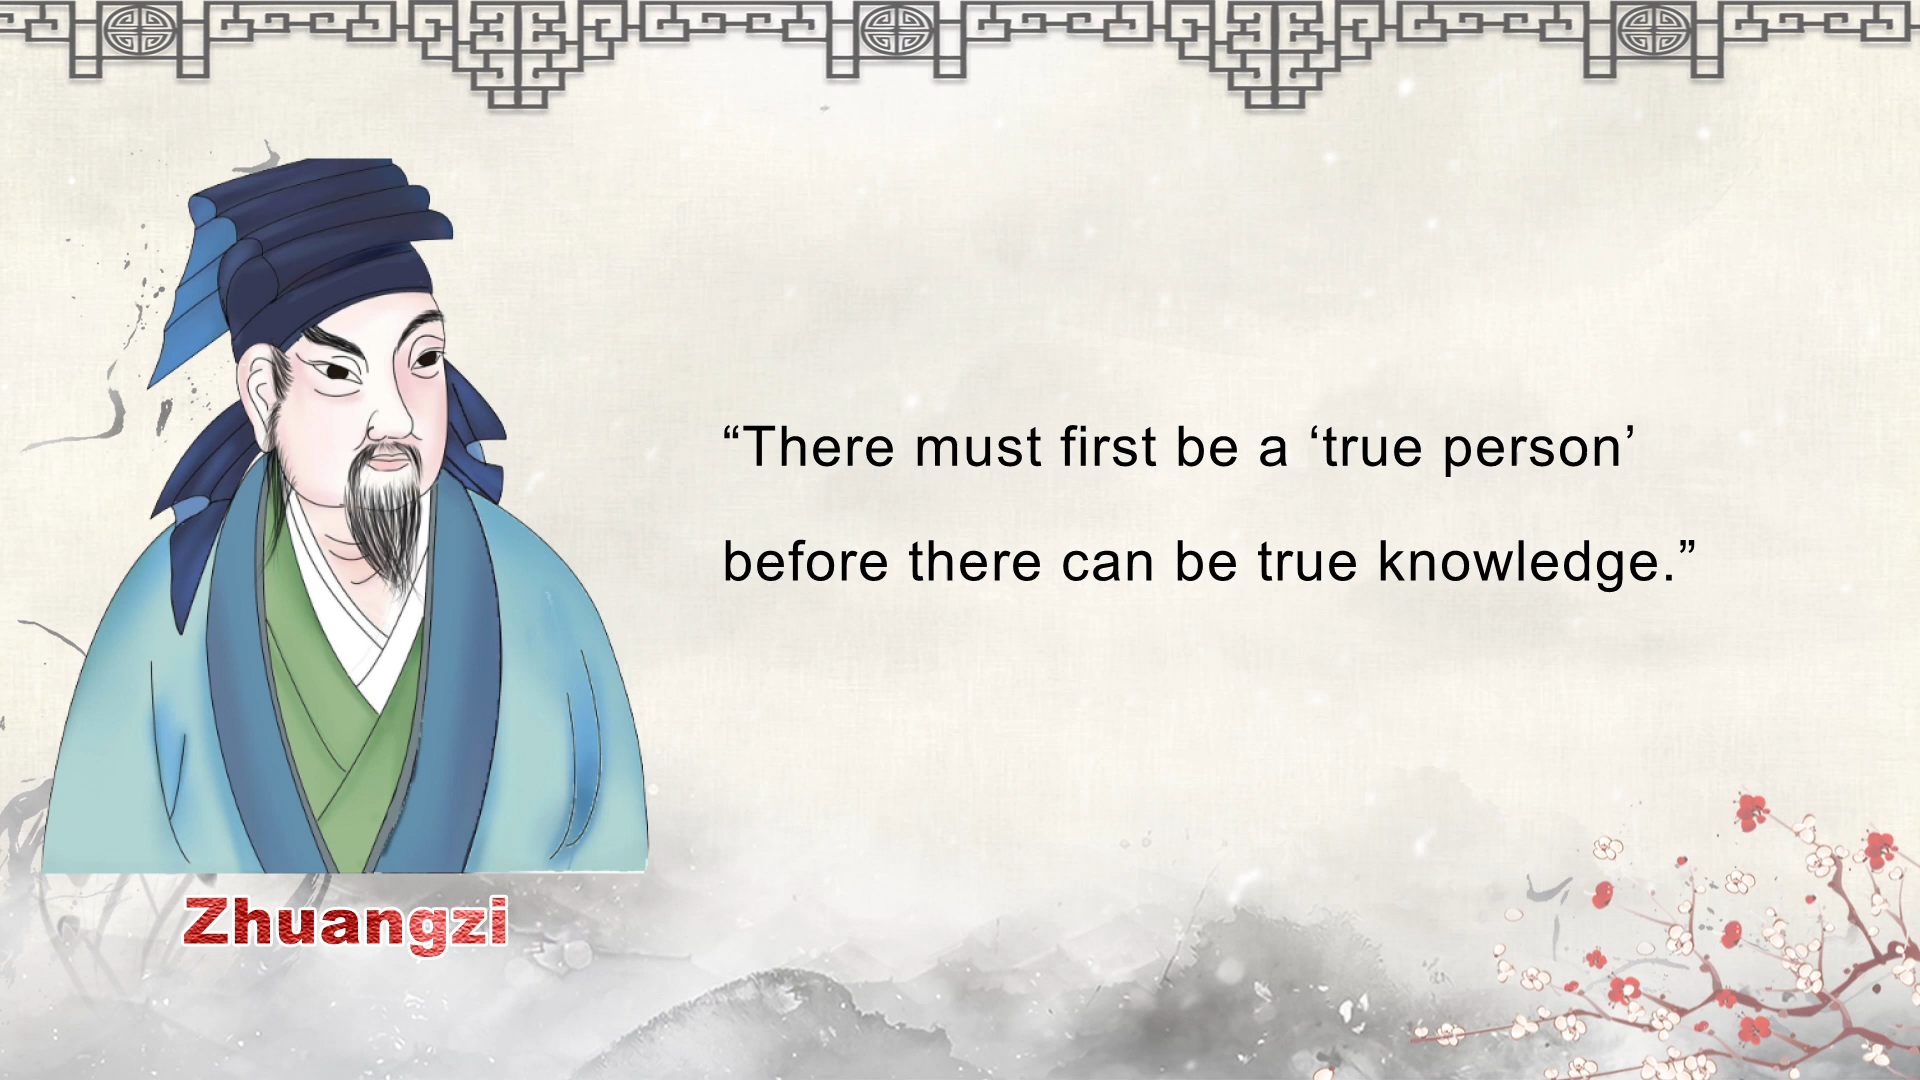 “There must first be a ‘true person’
before there can be true knowledge.”
Zhuangzi